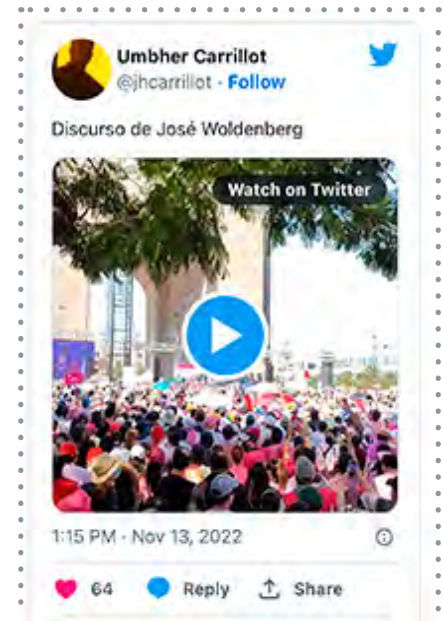 Umbher Carrillot
@jhcarrillot · Follow
Discurso de José Woldenberg
Watch on Twitter
1:15 PM · Nov 13, 2022
64 Reply Share